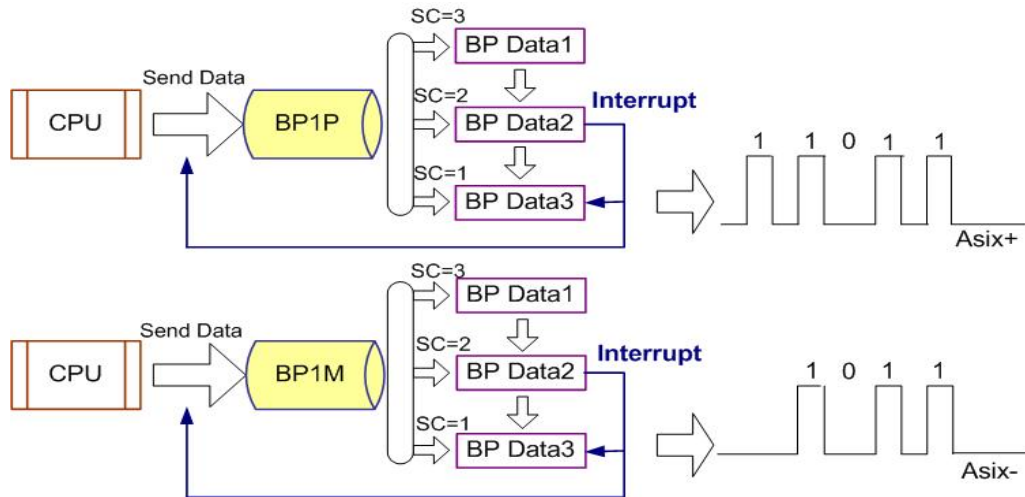 SC=3
BP Data1
Send Data
SC=2
Interrupt
CPU
BP1P
BP Data2
1 1 0 1 1
SC=1
BP Data3
Asix+
SC=3
BP Data1
Send Data
SC=2
Interrupt
CPU
BP1M
BP Data2
1 0 1 1
SC=1
BP Data3
Asix-